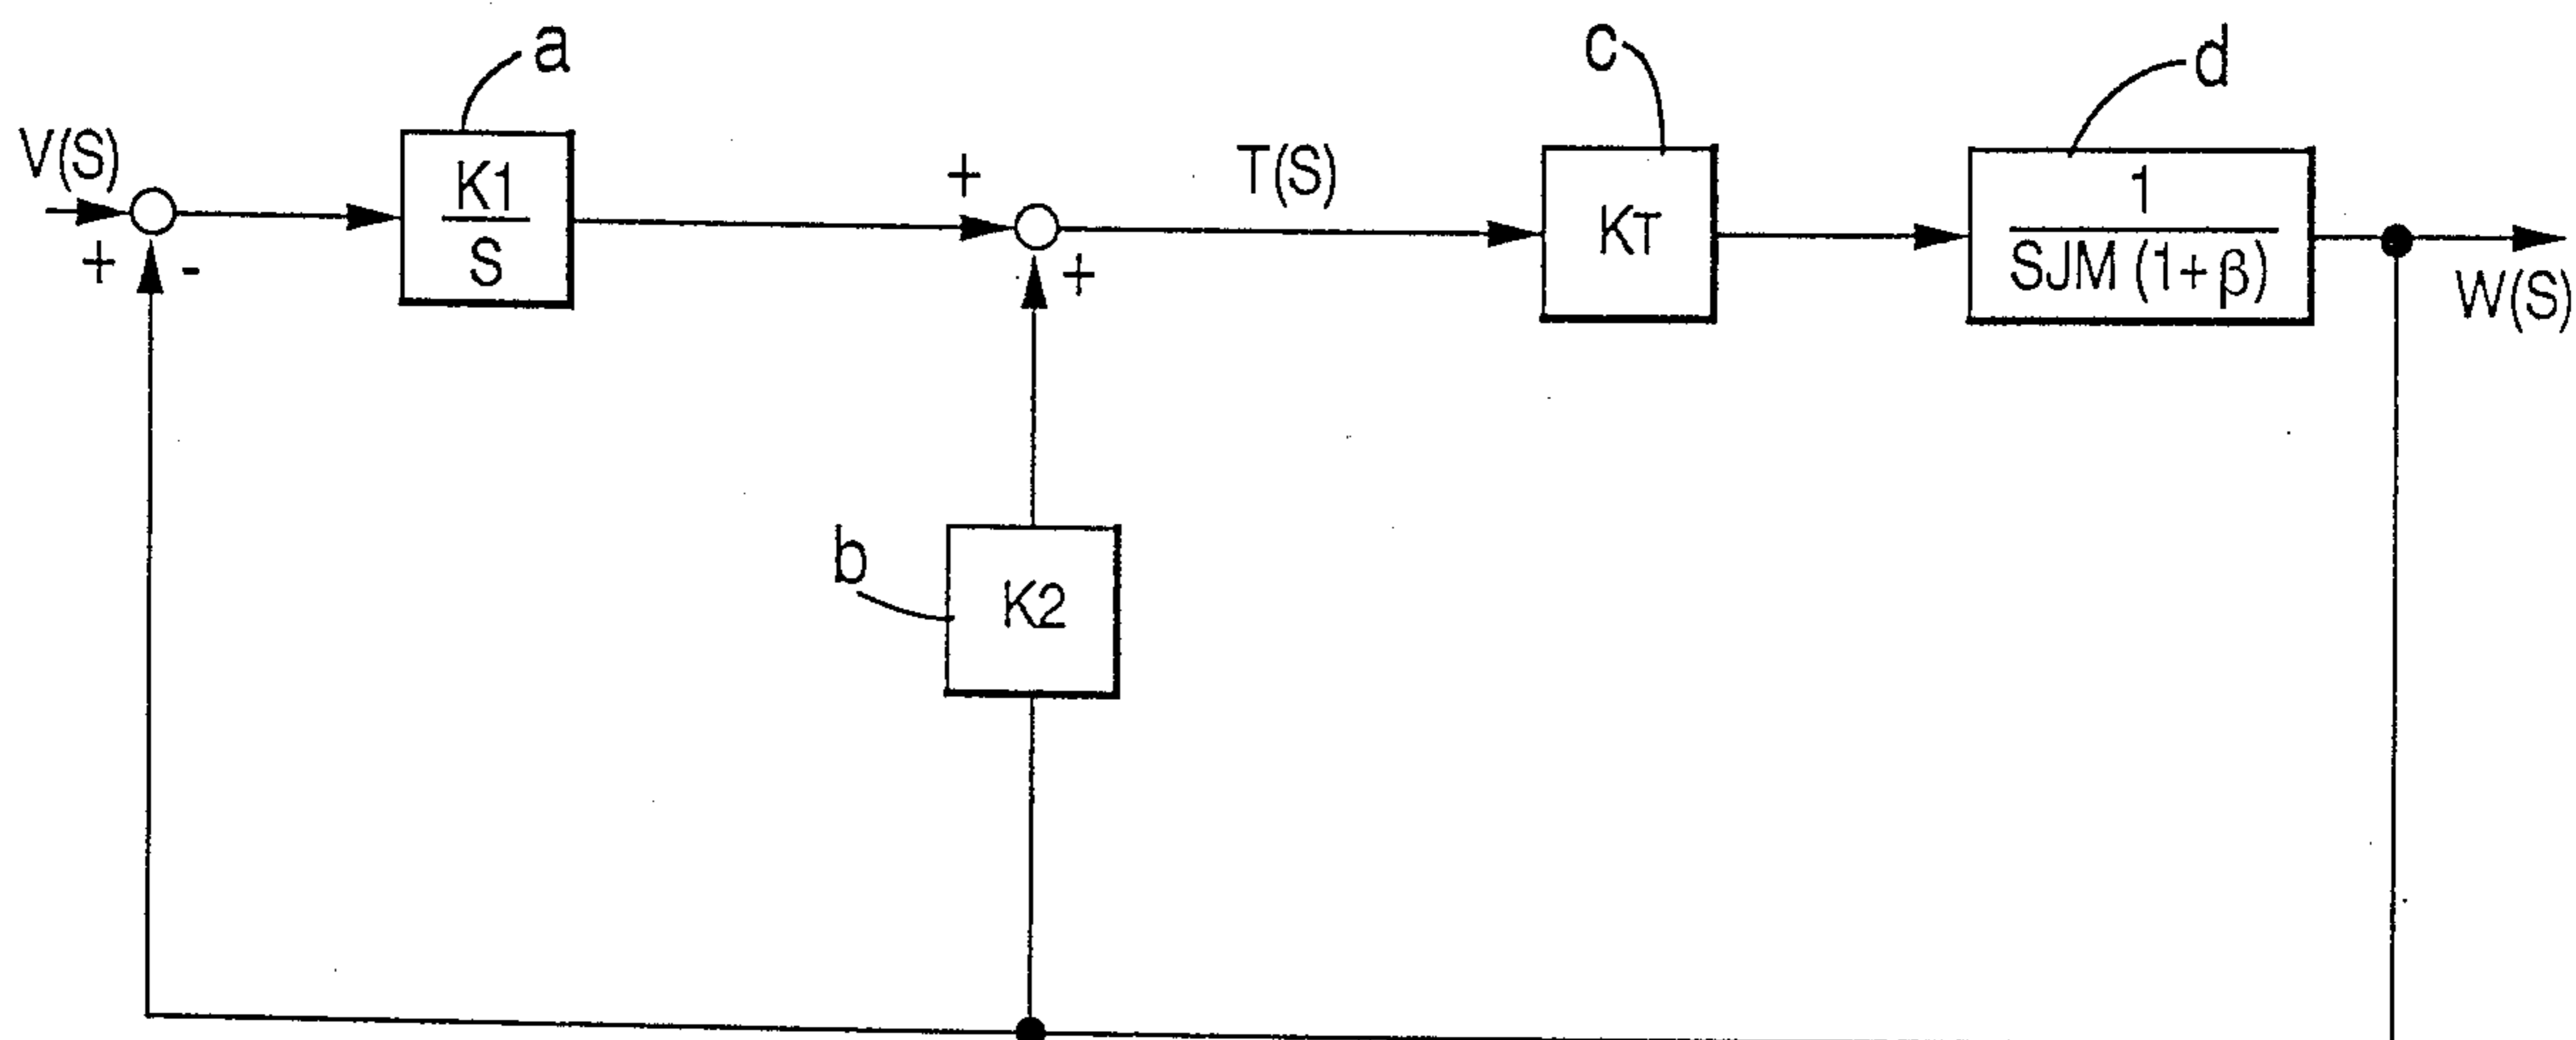 a
c
d
V(S)
+
-
K1
S
+
+
T(S)
KT
1
SJM (1+β)
W(S)
b
K2